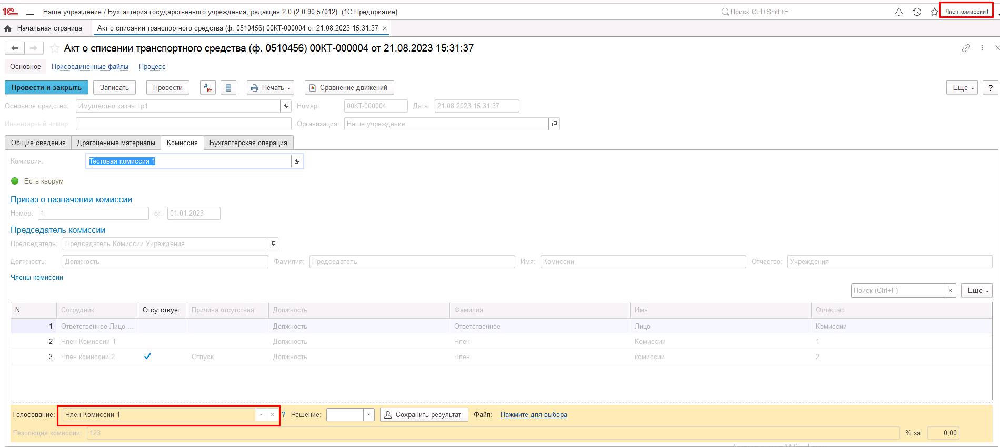 1С Наше учреждение / Бухгалтерия государственного учреждения, редакция 2.0 (2.0.90.57012) (1С:Предприятие) Поиск Ctrl+Shift+F Член комиссии1
Начальная страница Акт о списании транспортного средства (ф. 0510456) 00КТ-000004 от 21.08.2023 15:31:37 ×
Акт о списании транспортного средства (ф. 0510456) 00КТ-000004 от 21.08.2023 15:31:37
Основное Присоединенные файлы Процесс
Провести и закрыть Записать Провести Дт Кт Печать Сравнение движений Еще ?
Основное средство: Имущество казны тр1 Номер: 00КТ-000004 Дата: 21.08.2023 15:31:37
Инвентарный номер: Организация: Наше учреждение
Общие сведения Драгоценные материалы Комиссия Бухгалтерская операция
Комиссия: Тестовая комиссия 1
Есть кворум
Приказ о назначении комиссии
Номер: 1 от: 01.01.2023
Председатель комиссии
Председатель: Председатель Комиссии Учреждения
Должность: Должность Фамилия: Председатель Имя: Комиссии Отчество: Учреждения
Члены комиссии
Поиск (Ctrl+F) × Еще
N Сотрудник Отсутствует Причина отсутствия Должность Фамилия Имя Отчество
1 Ответственное Лицо ... Должность Ответственное Лицо Комиссии
2 Член Комиссии 1 Должность Член Комиссии 1
3 Член комиссии 2 Отпуск Должность Член комиссии 2
Голосование: Член Комиссии 1 × ? Решение: Сохранить результат Файл: Нажмите для выбора
Резолюция комиссии: 123 % за: 0,00